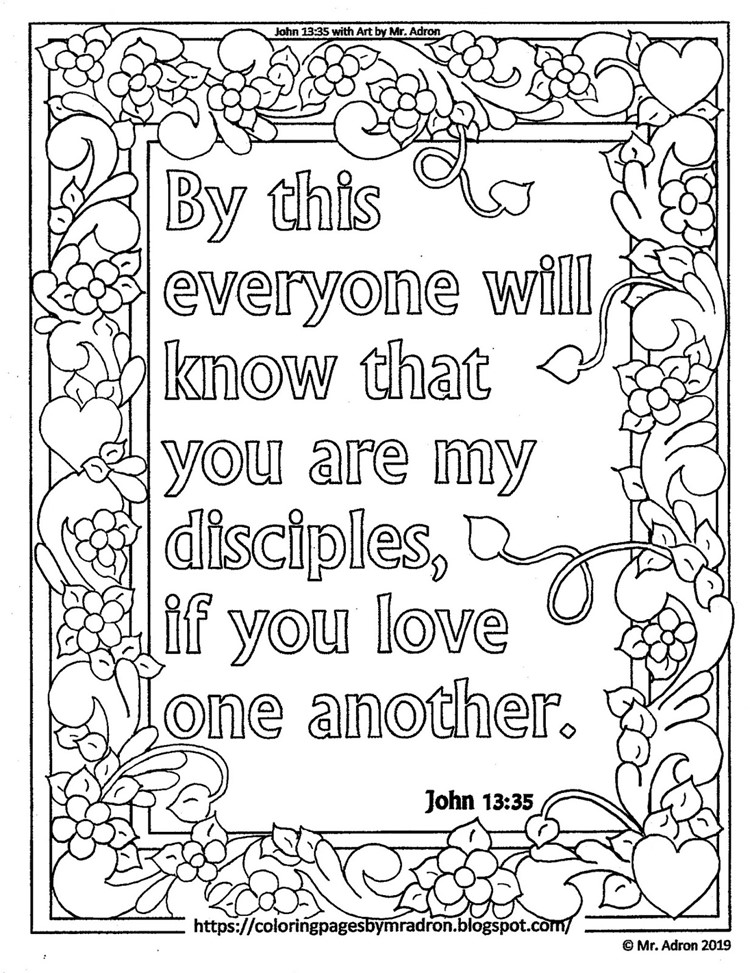 John 13:35 with Art by Mr. Adron
By this
everyone will
know that
you are my
disciples,
if you love
one another.
John 13:35
https://coloringpagesbymradron.blogspot.com/
© Mr. Adron 2019